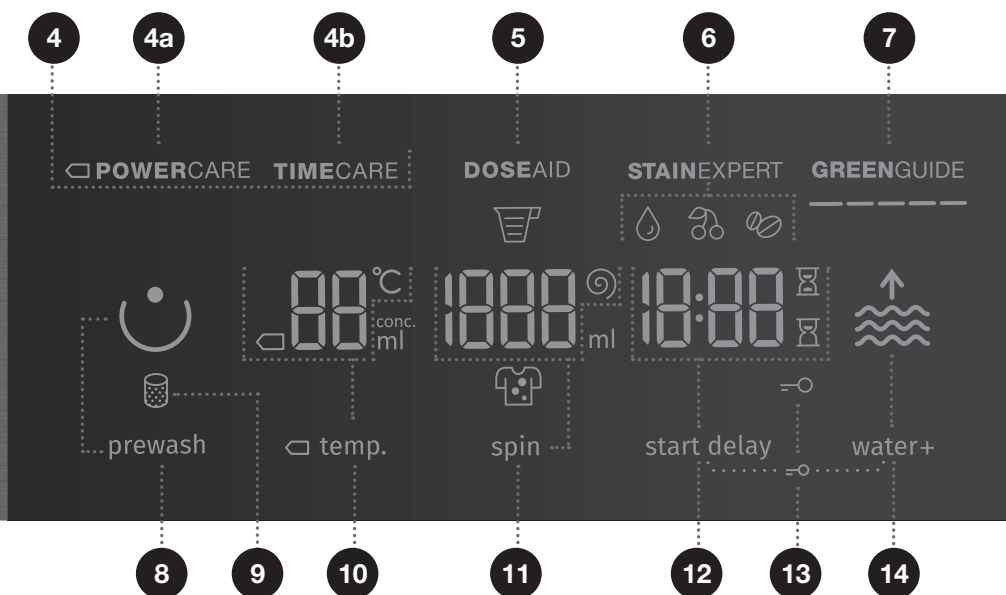 4 4a 4b 5 6 7
POWERCARE TIMECARE DOSEAID STAINEXPERT GREENGUIDE
88 °C 1888 18:88
conc.
ml ml
prewash temp. spin start delay water+
8 9 10 11 12 13 14